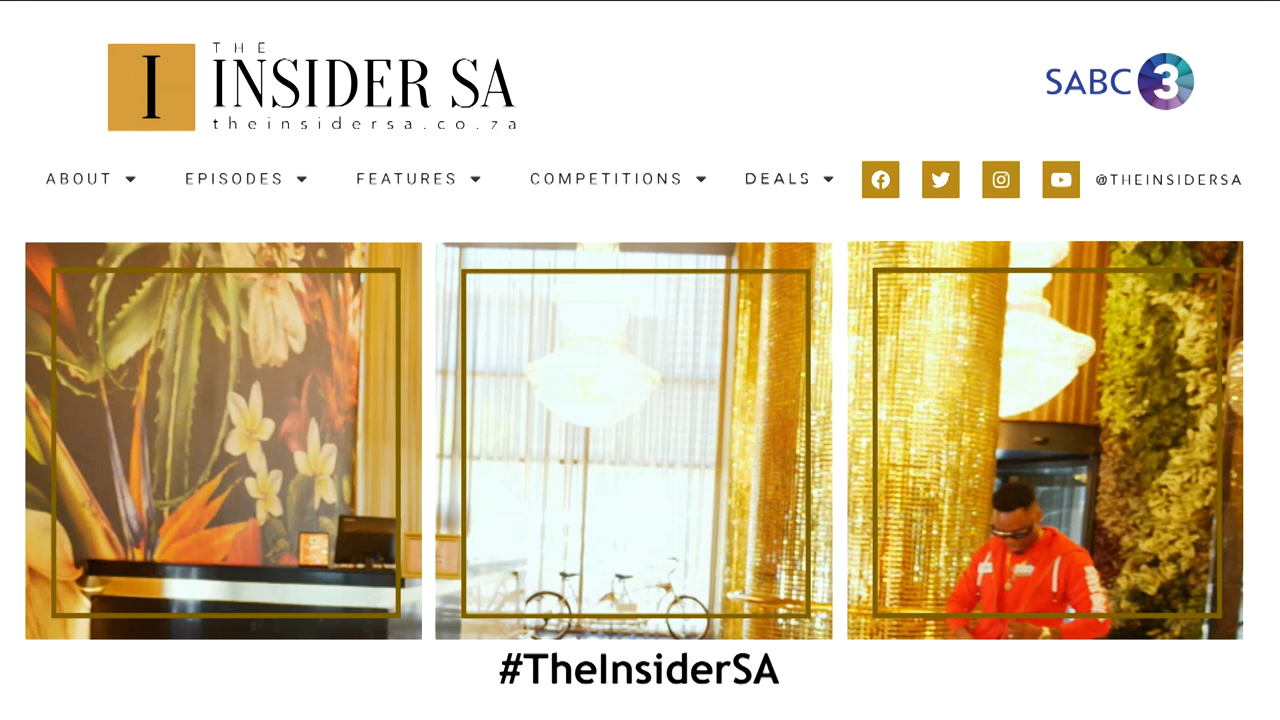 I
THE
INSIDER SA
theinsidersa.co.za
SABC 3
ABOUT
EPISODES
FEATURES
COMPETITIONS
DEALS
@THEINSIDERSA
#TheInsiderSA